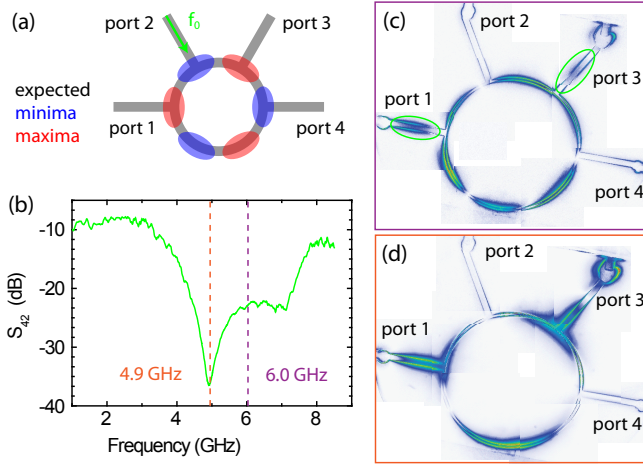 (a)
port 2
f0
port 3
expected
minima
maxima
port 1
port 4
(b)
-10
-20
-30
-40
S42 (dB)
4.9 GHz
6.0 GHz
2
4
6
8
Frequency (GHz)
(c)
port 2
port 3
port 1
port 4
(d)
port 2
port 3
port 1
port 4